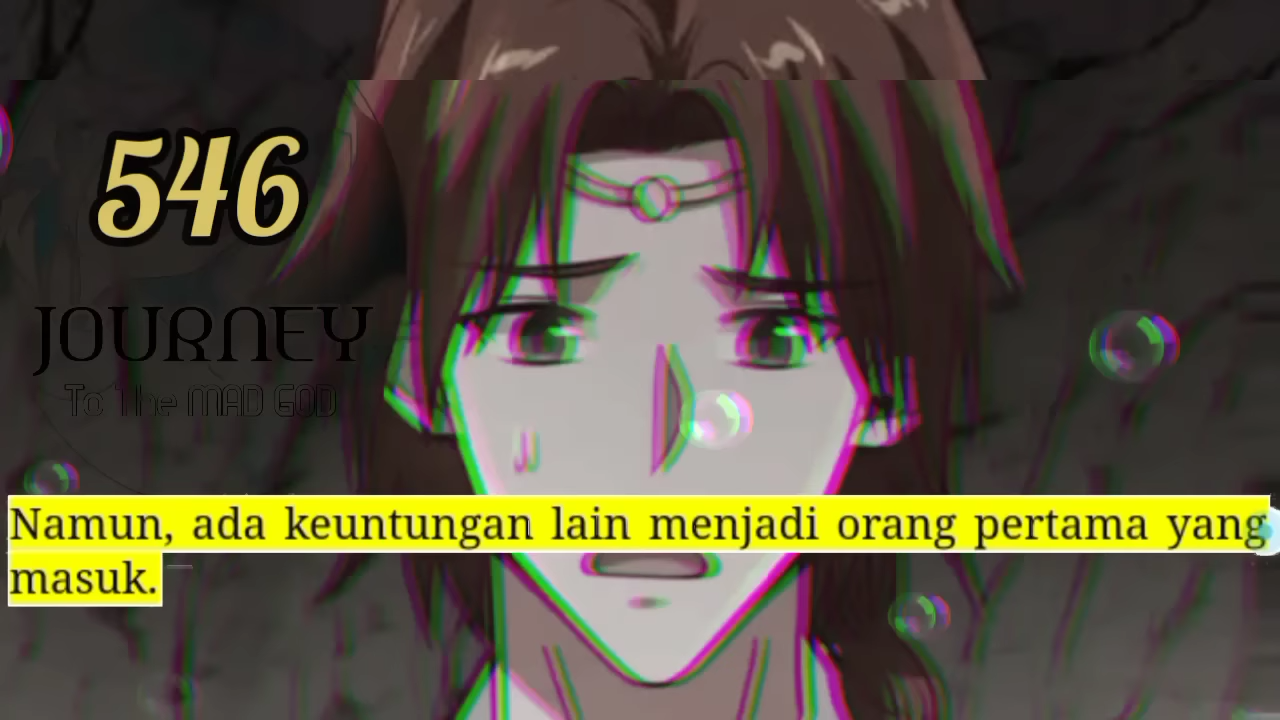 546
JOURNEY
To The MAD GOD
Namun, ada keuntungan lain menjadi orang pertama yang
masuk.